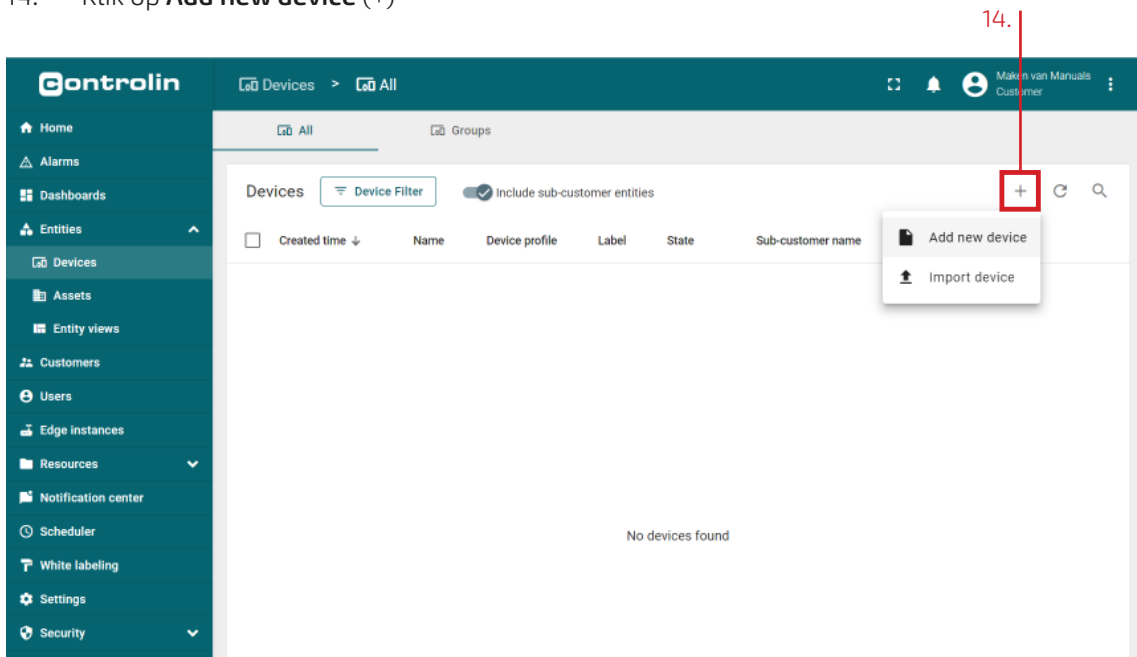 14. Klik op Add new device (+)
14.
Controlin
Devices > All
Maken van Manuals
Customer
Home
All
Groups
Alarms
Dashboards
Devices
Device Filter
Include sub-customer entities
Entities
Created time ↓ Name Device profile Label State Sub-customer name
Add new device
Import device
Devices
Assets
Entity views
Customers
Users
Edge instances
Resources
Notification center
Scheduler
No devices found
White labeling
Settings
Security